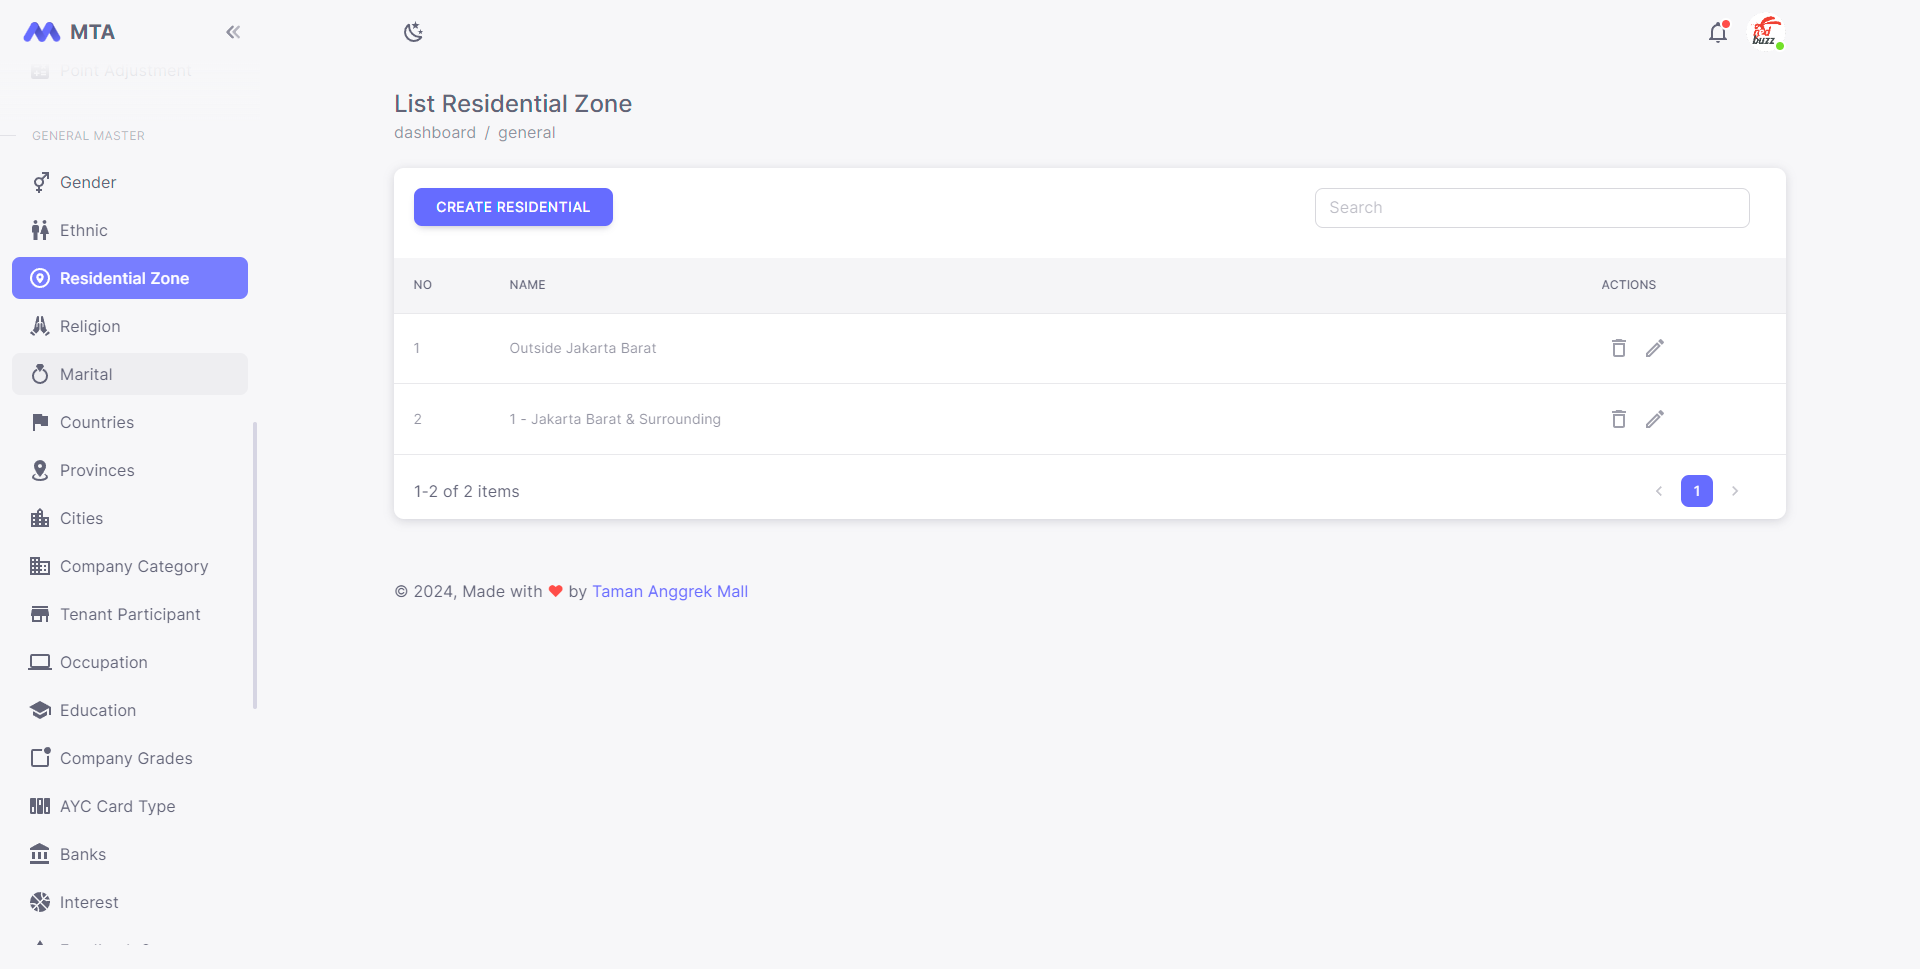 MTA
Point Adjustment
GENERAL MASTER
Gender
Ethnic
Residential Zone
Religion
Marital
Countries
Provinces
Cities
Company Category
Tenant Participant
Occupation
Education
Company Grades
AYC Card Type
Banks
Interest
buzz
List Residential Zone
dashboard / general
CREATE RESIDENTIAL
Search
NO NAME ACTIONS
1 Outside Jakarta Barat
2 1 - Jakarta Barat & Surrounding
1-2 of 2 items
1
© 2024, Made with ❤ by Taman Anggrek Mall